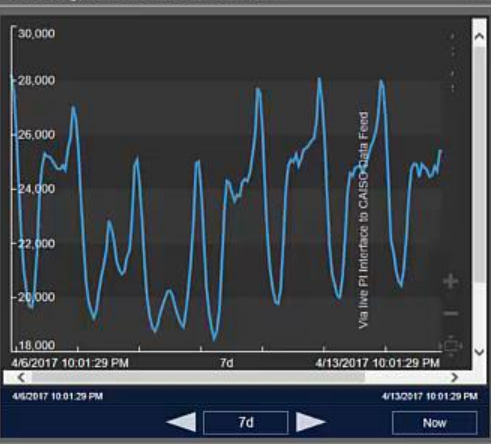 30,000
28,000
26,000
24,000
22,000
20,000
18,000
Via live PI Interface to CAISO Data Feed
4/6/2017 10:01:29 PM 7d 4/13/2017 10:01:29 PM
4/6/2017 10:01:29 PM 4/13/2017 10:01:29 PM
7d Now